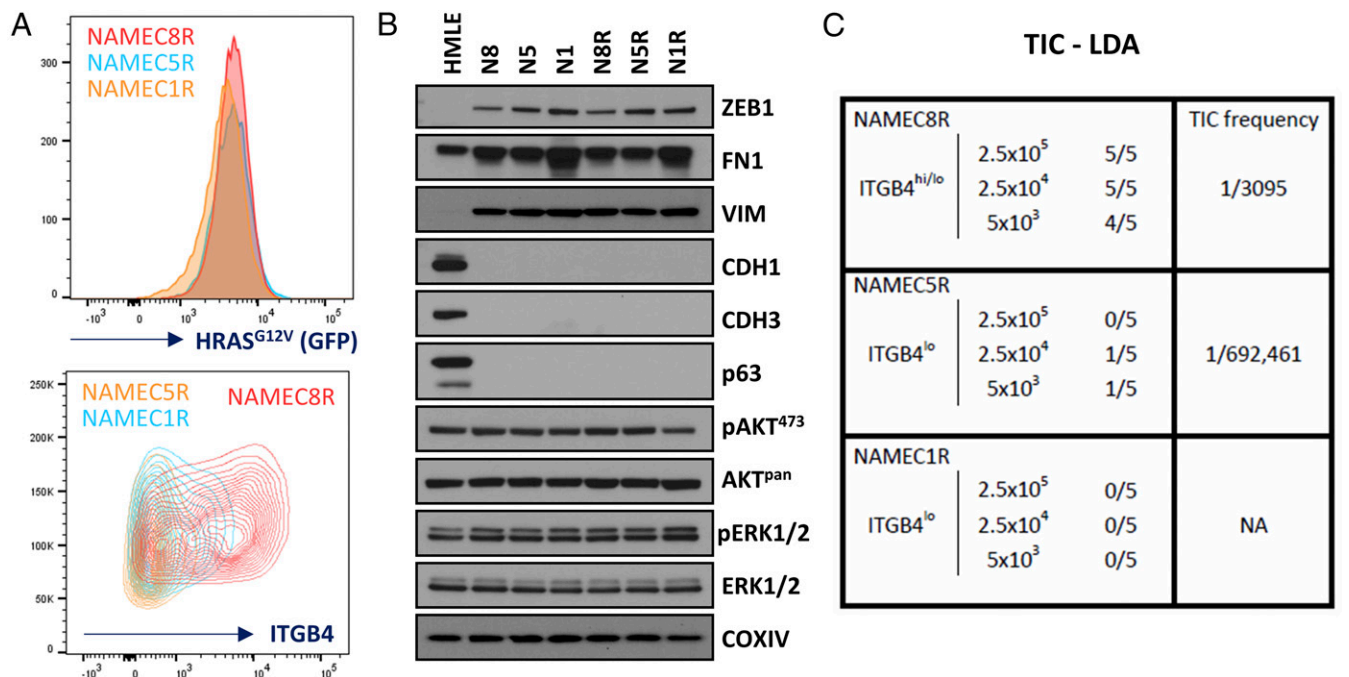 A
NAMEC8R
NAMEC5R
NAMEC1R
300
200
100
0
-10³ 0 10³ 10⁴ 10⁵
HRASᴳ¹²ⱽ (GFP)
NAMEC5R NAMEC8R
NAMEC1R
250K
200K
150K
100K
50K
0
ITGB4
-10³ 0 10³ 10⁴ 10⁵
B
HMLE N8 N5 N1 N8R N5R N1R
ZEB1
FN1
VIM
CDH1
CDH3
p63
pAKT⁴⁷³
AKTᵖᵃⁿ
pERK1/2
ERK1/2
COXIV
C
TIC - LDA
NAMEC8R TIC frequency
2.5x10⁵ 5/5
ITGB4ʰⁱ/ˡᵒ 2.5x10⁴ 5/5 1/3095
5x10³ 4/5
NAMEC5R
2.5x10⁵ 0/5
ITGB4ˡᵒ 2.5x10⁴ 1/5 1/692,461
5x10³ 1/5
NAMEC1R
2.5x10⁵ 0/5
ITGB4ˡᵒ 2.5x10⁴ 0/5 NA
5x10³ 0/5